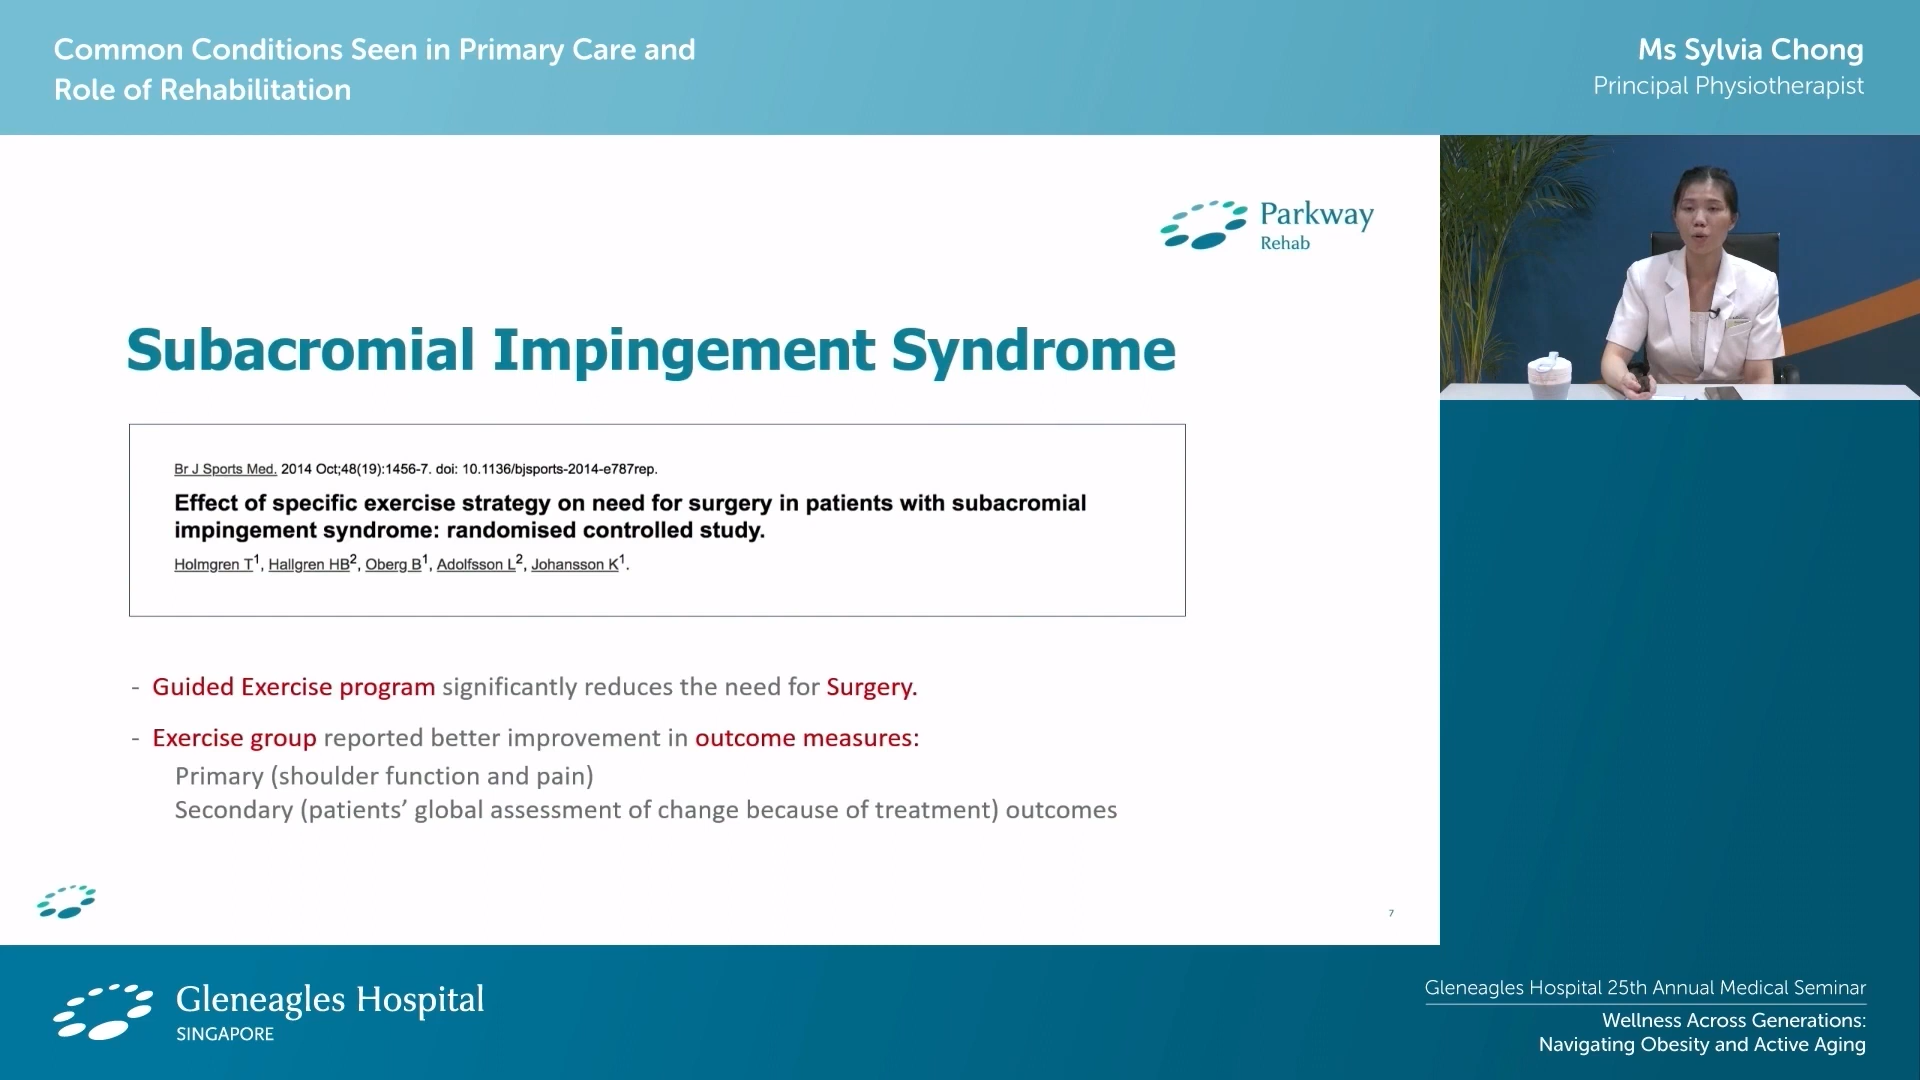 Common Conditions Seen in Primary Care and
Role of Rehabilitation
Ms Sylvia Chong
Principal Physiotherapist
Parkway
Rehab
Subacromial Impingement Syndrome
Br J Sports Med. 2014 Oct;48(19):1456-7. doi: 10.1136/bjsports-2014-e787rep.
Effect of specific exercise strategy on need for surgery in patients with subacromial
impingement syndrome: randomised controlled study.
Holmgren T1, Hallgren HB2, Oberg B1, Adolfsson L2, Johansson K1.
- Guided Exercise program significantly reduces the need for Surgery.
- Exercise group reported better improvement in outcome measures:
Primary (shoulder function and pain)
Secondary (patients’ global assessment of change because of treatment) outcomes
7
Gleneagles Hospital
SINGAPORE
Gleneagles Hospital 25th Annual Medical Seminar
Wellness Across Generations:
Navigating Obesity and Active Aging